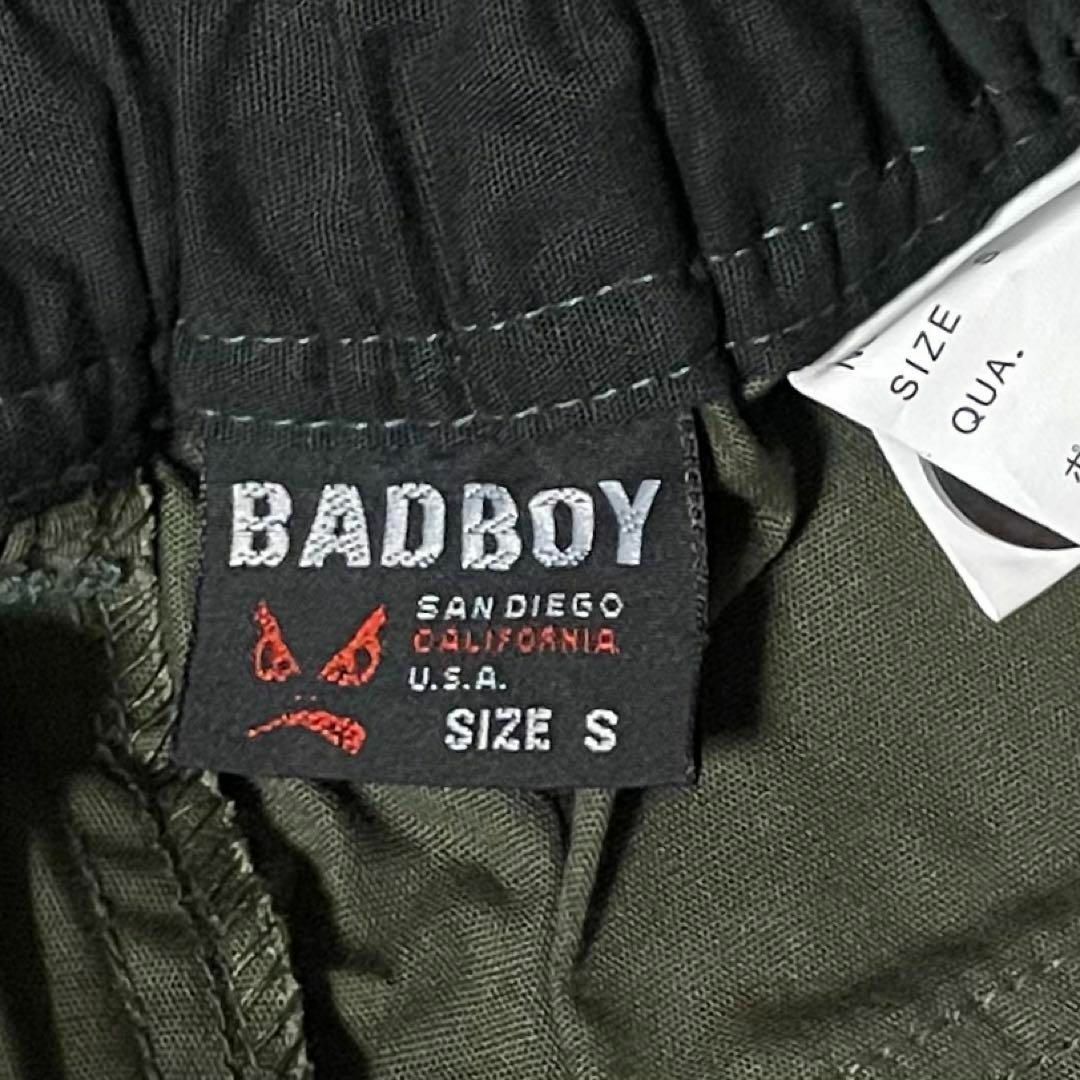 BADBOY
SAN DIEGO
CALIFORNIA
U.S.A.
SIZE S
SIZE
QUA.